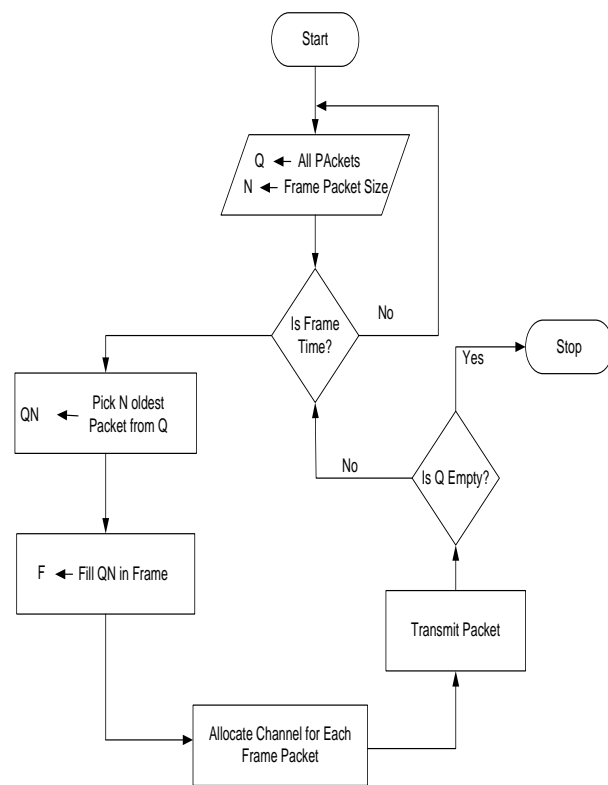 Start
Q ← All PAckets
N ← Frame Packet Size
Is Frame
Time?
No
Yes
Stop
QN ← Pick N oldest
Packet from Q
No
Is Q Empty?
F ← Fill QN in Frame
Transmit Packet
Allocate Channel for Each
Frame Packet